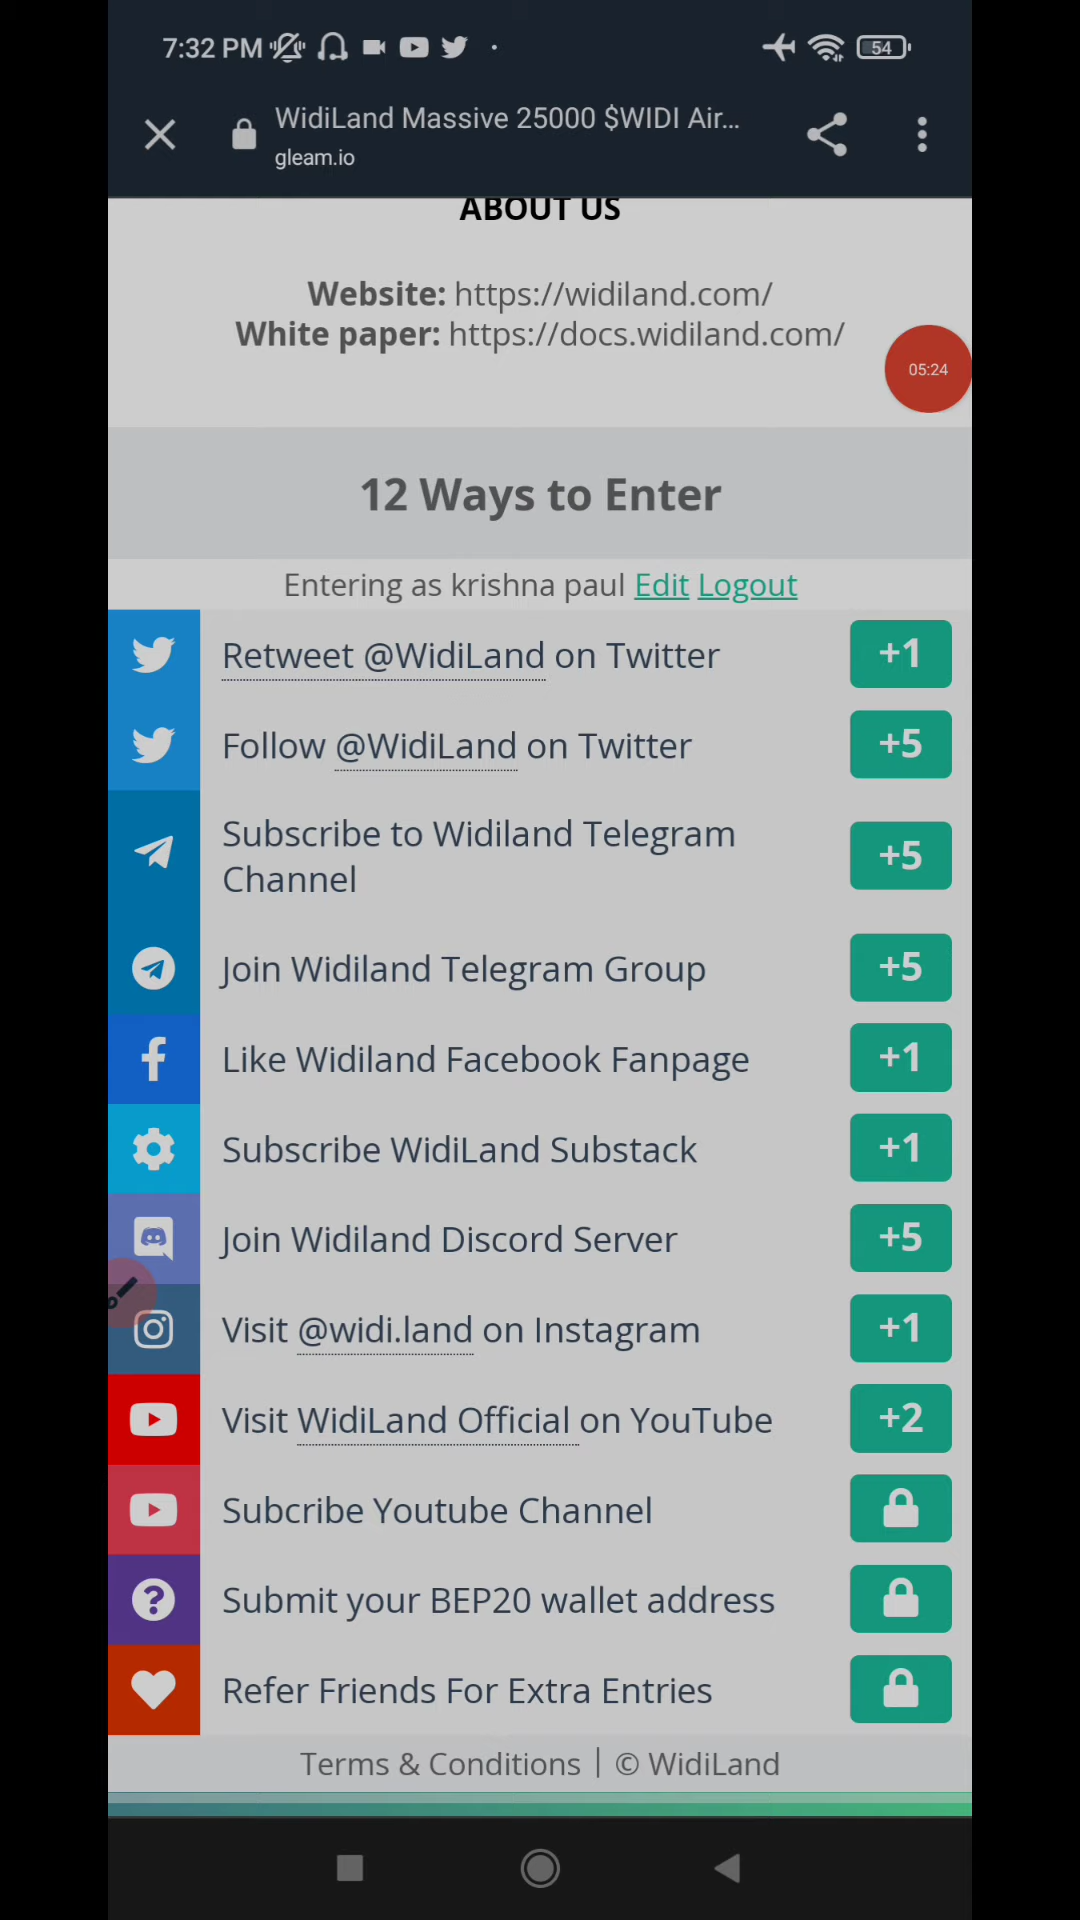 7:32 PM
54
WidiLand Massive 25000 $WIDI Air...
gleam.io
ABOUT US
Website: https://widiland.com/
White paper: https://docs.widiland.com/
05:24
12 Ways to Enter
Entering as krishna paul Edit Logout
Retweet @WidiLand on Twitter +1
Follow @WidiLand on Twitter +5
Subscribe to Widiland Telegram
Channel +5
Join Widiland Telegram Group +5
Like Widiland Facebook Fanpage +1
Subscribe WidiLand Substack +1
Join Widiland Discord Server +5
Visit @widi.land on Instagram +1
Visit WidiLand Official on YouTube +2
Subcribe Youtube Channel
Submit your BEP20 wallet address
Refer Friends For Extra Entries
Terms & Conditions | © WidiLand